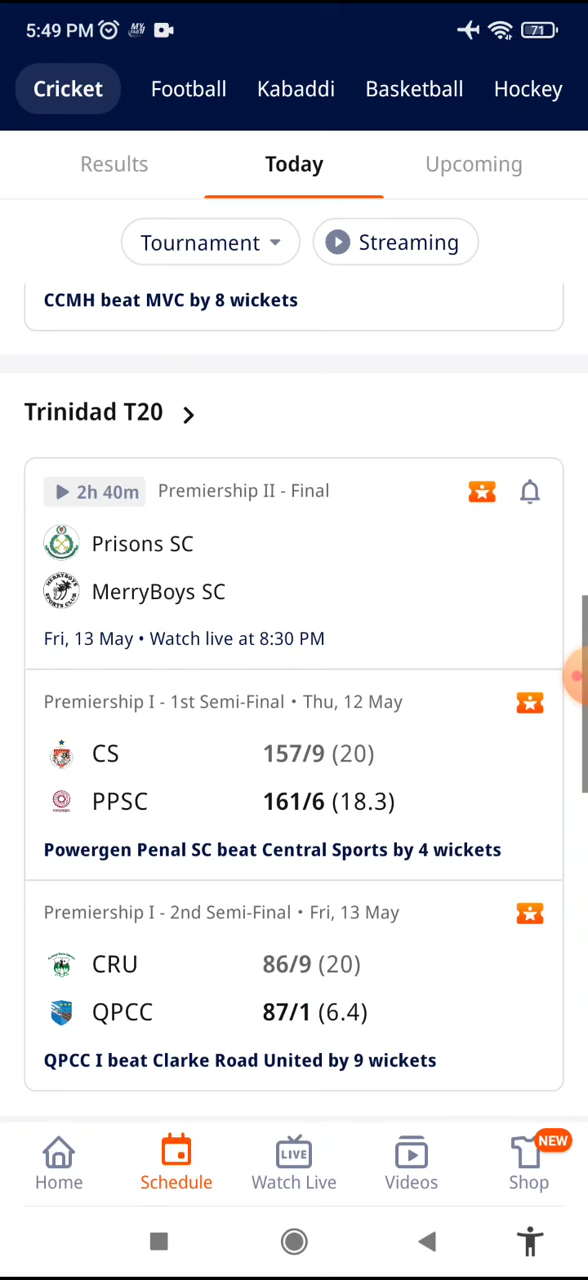 5:49 PM
71
Cricket Football Kabaddi Basketball Hockey
Results Today Upcoming
Tournament Streaming
CCMH beat MVC by 8 wickets
Trinidad T20
2h 40m Premiership II - Final
Prisons SC
MerryBoys SC
Fri, 13 May • Watch live at 8:30 PM
Premiership I - 1st Semi-Final • Thu, 12 May
CS 157/9 (20)
PPSC 161/6 (18.3)
Powergen Penal SC beat Central Sports by 4 wickets
Premiership I - 2nd Semi-Final • Fri, 13 May
CRU 86/9 (20)
QPCC 87/1 (6.4)
QPCC I beat Clarke Road United by 9 wickets
LIVE
NEW
Home Schedule Watch Live Videos Shop